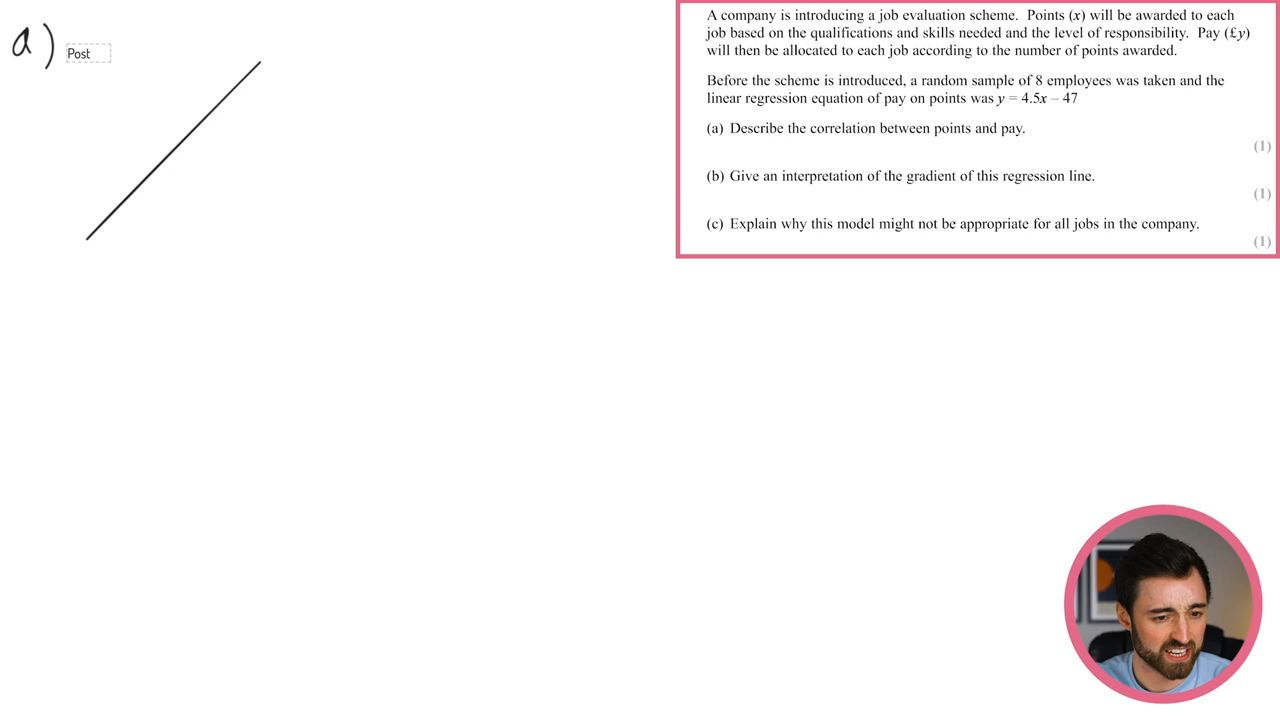 a) Post
A company is introducing a job evaluation scheme. Points (x) will be awarded to each
job based on the qualifications and skills needed and the level of responsibility. Pay (£y)
will then be allocated to each job according to the number of points awarded.
Before the scheme is introduced, a random sample of 8 employees was taken and the
linear regression equation of pay on points was y = 4.5x – 47
(a) Describe the correlation between points and pay.
(1)
(b) Give an interpretation of the gradient of this regression line.
(1)
(c) Explain why this model might not be appropriate for all jobs in the company.
(1)